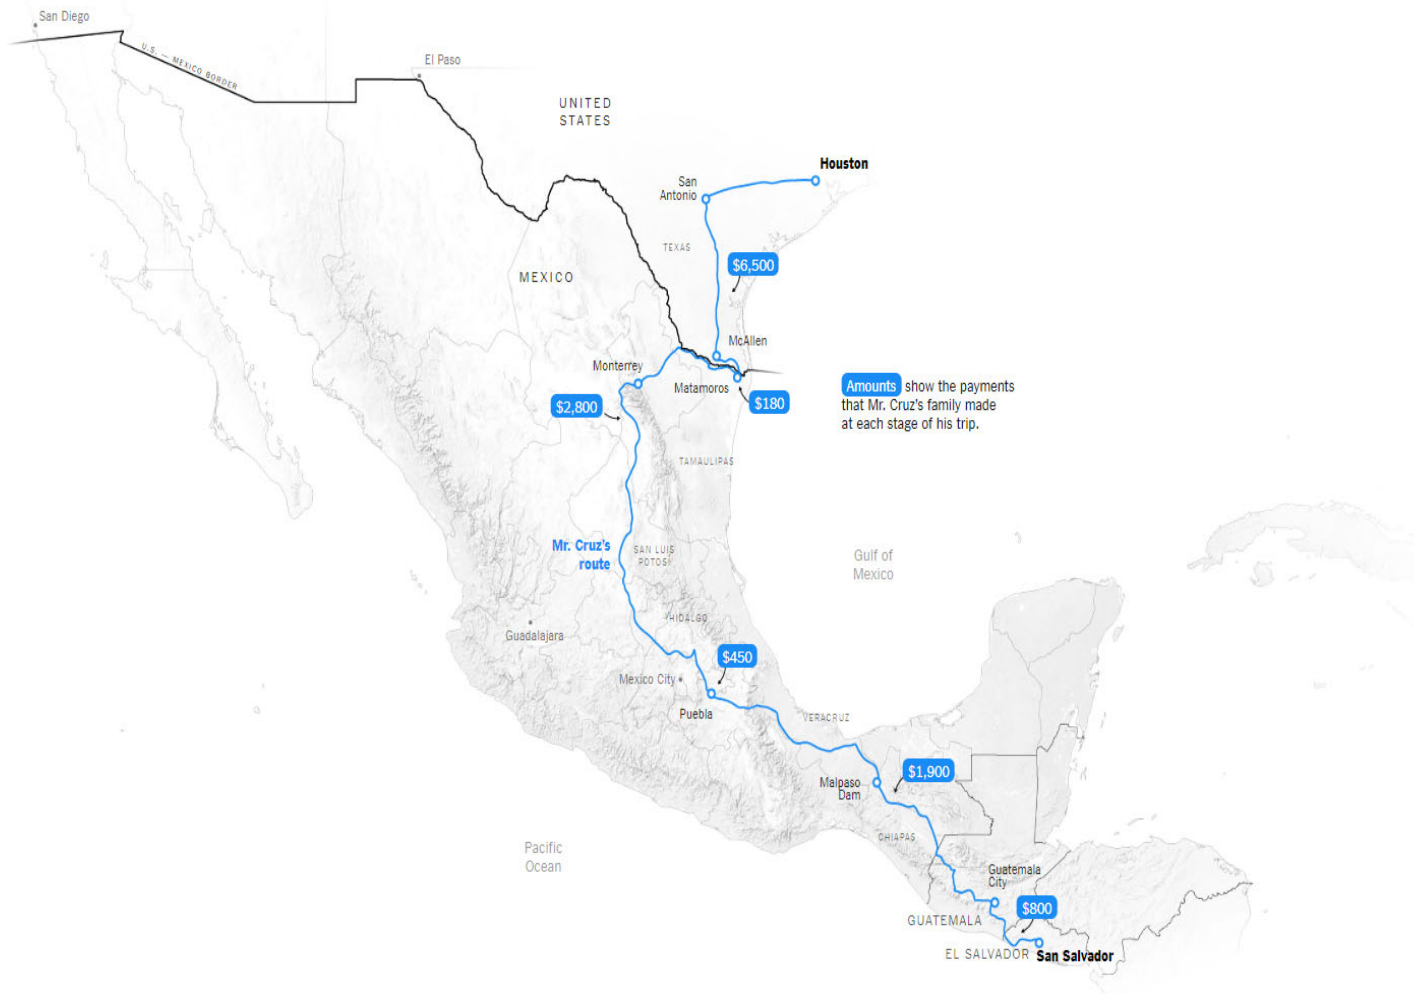 San Diego
U.S. — MEXICO BORDER
El Paso
UNITED
STATES
Houston
San
Antonio
TEXAS
$6,500
MEXICO
McAllen
Monterrey
Matamoros
$180
$2,800
Amounts show the payments
that Mr. Cruz's family made
at each stage of his trip.
TAMAULIPAS
Mr. Cruz's
route
SAN LUIS
POTOSÍ
Gulf of
Mexico
HIDALGO
Guadalajara
$450
Mexico City
Puebla
VERACRUZ
$1,900
Malpaso
Dam
CHIAPAS
Pacific
Ocean
Guatemala
City
$800
GUATEMALA
EL SALVADOR
San Salvador